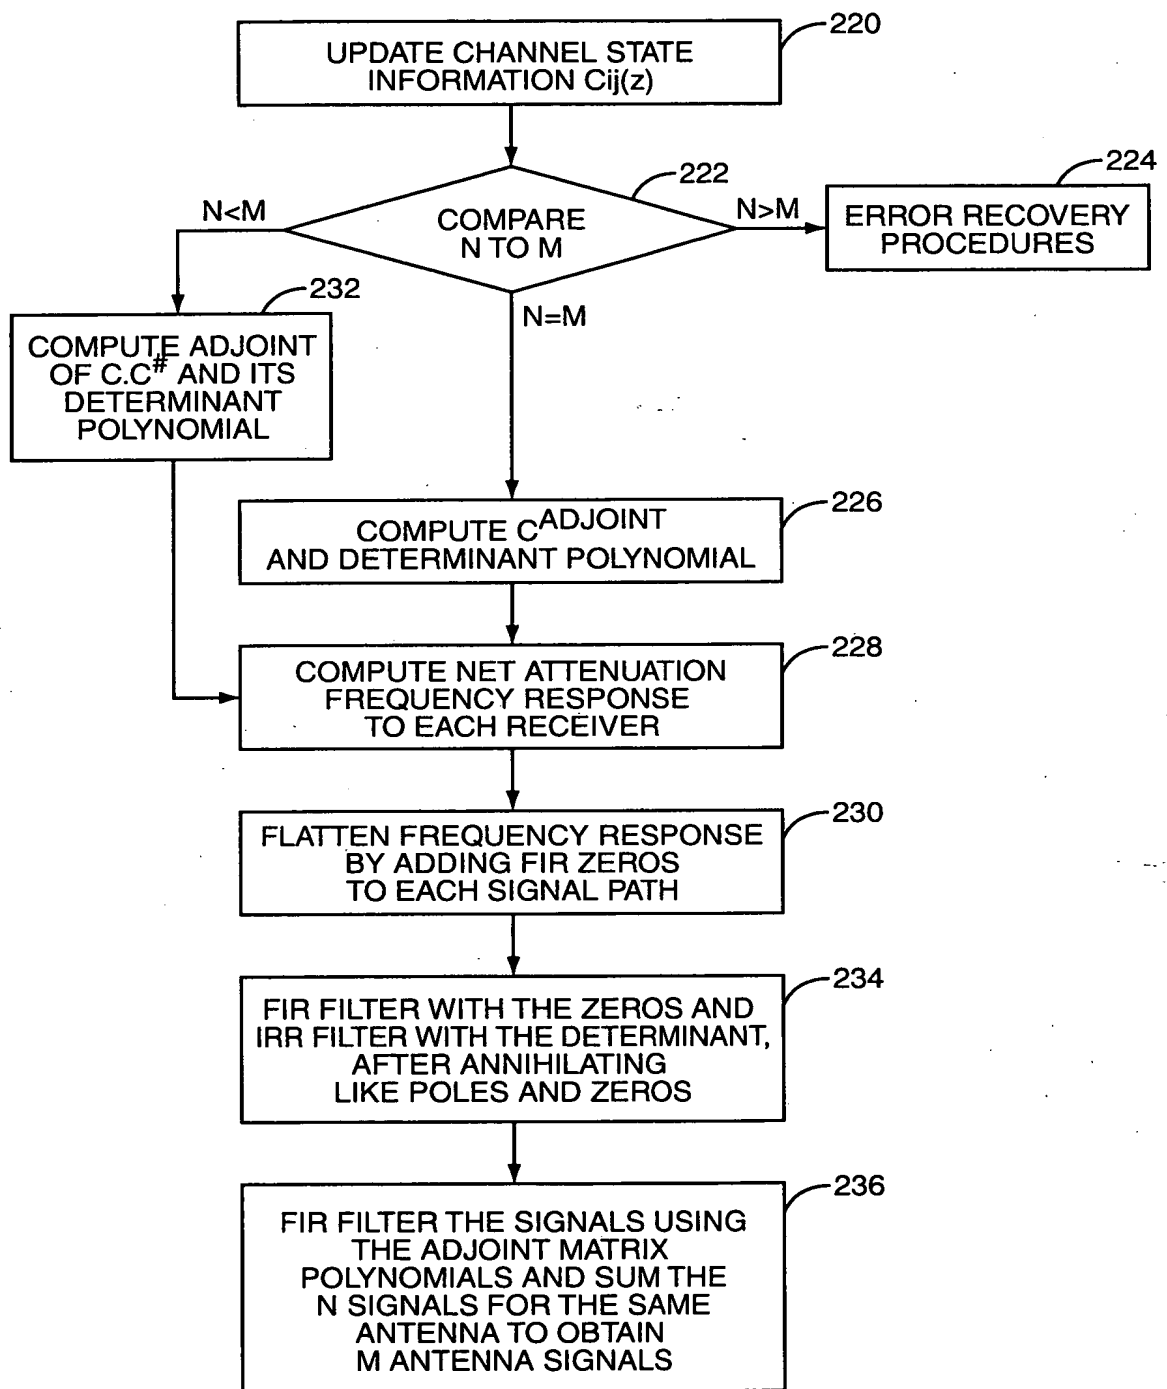 220
UPDATE CHANNEL STATE
INFORMATION Cij(z)
222
224
N<M
COMPARE
N TO M
N>M
ERROR RECOVERY
PROCEDURES
232
N=M
COMPUTE ADJOINT
OF C.C# AND ITS
DETERMINANT
POLYNOMIAL
226
COMPUTE CADJOINT
AND DETERMINANT POLYNOMIAL
228
COMPUTE NET ATTENUATION
FREQUENCY RESPONSE
TO EACH RECEIVER
230
FLATTEN FREQUENCY RESPONSE
BY ADDING FIR ZEROS
TO EACH SIGNAL PATH
234
FIR FILTER WITH THE ZEROS AND
IRR FILTER WITH THE DETERMINANT,
AFTER ANNIHILATING
LIKE POLES AND ZEROS
236
FIR FILTER THE SIGNALS USING
THE ADJOINT MATRIX
POLYNOMIALS AND SUM THE
N SIGNALS FOR THE SAME
ANTENNA TO OBTAIN
M ANTENNA SIGNALS